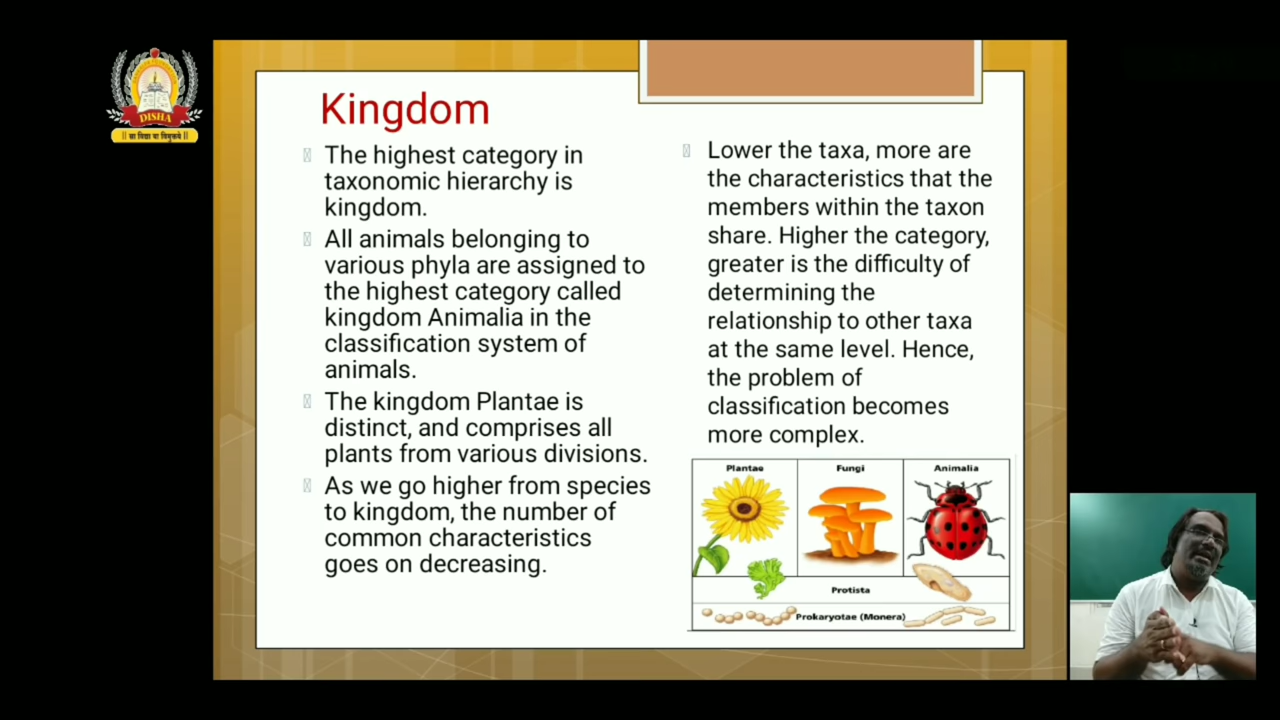 DISHA
|| सा विद्या या विमुक्तये ||
Kingdom
The highest category in
taxonomic hierarchy is
kingdom.
All animals belonging to
various phyla are assigned to
the highest category called
kingdom Animalia in the
classification system of
animals.
The kingdom Plantae is
distinct, and comprises all
plants from various divisions.
As we go higher from species
to kingdom, the number of
common characteristics
goes on decreasing.
Lower the taxa, more are
the characteristics that the
members within the taxon
share. Higher the category,
greater is the difficulty of
determining the
relationship to other taxa
at the same level. Hence,
the problem of
classification becomes
more complex.
Plantae
Fungi
Animalia
Protista
Prokaryotae (Monera)